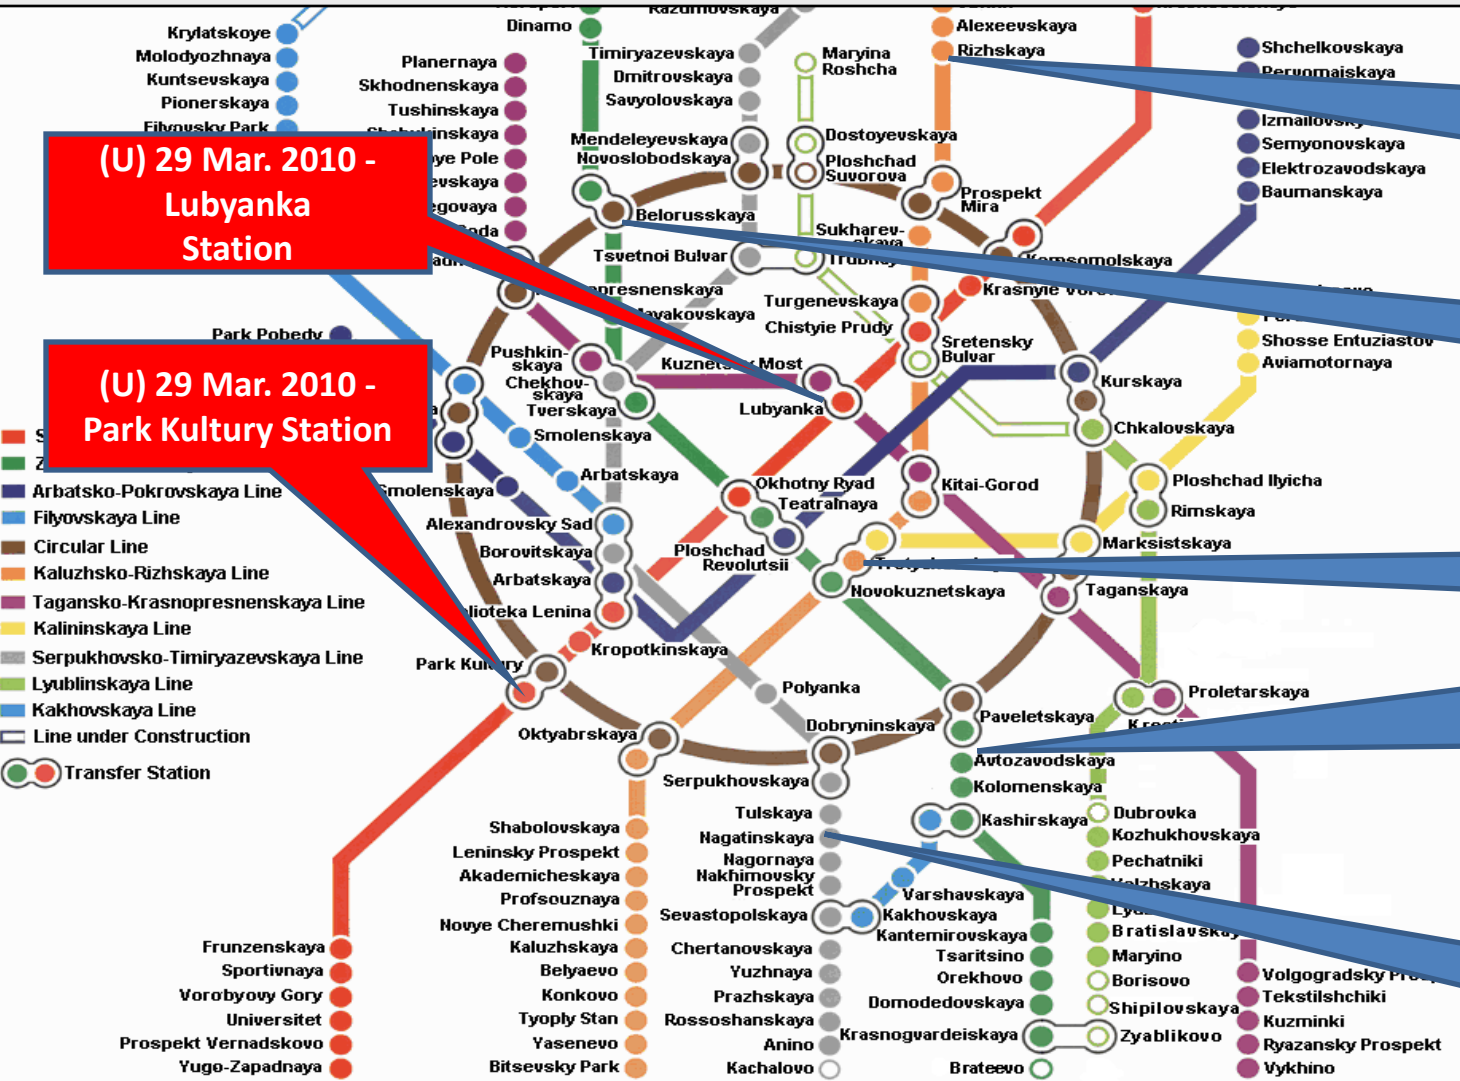 Krylatskoye
Molodyozhnaya
Kuntsevskaya
Pionerskaya
Filyovsky Park
Dinamo
Planernaya
Skhodnenskaya
Tushinskaya
(U) 29 Mar. 2010 -
Lubyanka
Station
Park Pobedy
(U) 29 Mar. 2010 -
Park Kultury Station
Timiryazevskaya
Dmitrovskaya
Savyolovskaya
Mendeleyevskaya
Novoslobodskaya
Maryina
Roshcha
Dostoyevskaya
Ploshchad
Suvorova
Alexeevskaya
Rizhskaya
Prospekt
Mira
Shchelkovskaya
Pervomaiskaya
Semyonovskaya
Elektrozavodskaya
Baumanskaya
Belorusskaya
Tsvetnoi Bulvar
Sukharev-
skaya
Komsomolskaya
Turgenevskaya
Chistyie Prudy
Sretensky
Bulvar
Kuznetsky Most
Pushkin-
skaya
Chekhov-
skaya
Tverskaya
Lubyanka
Kurskaya
Chkalovskaya
Shosse Entuziastov
Aviamotornaya
Smolenskaya
Arbatskaya
Smolenskaya
Alexandrovsky Sad
Borovitskaya
Arbatskaya
Kropotkinskaya
Okhotny Ryad
Teatralnaya
Ploshchad
Revolutsii
Novokuznetskaya
Kitai-Gorod
Ploshchad Ilyicha
Rimskaya
Marksistskaya
Taganskaya
Proletarskaya
Park Kultury
Oktyabrskaya
Polyanka
Dobryninskaya
Serpukhovskaya
Paveletskaya
Avtozavodskaya
Kolomenskaya
Kashirskaya
Varshavskaya
Kakhovskaya
Kantemirovskaya
Tsaritsino
Orekhovo
Domodedovskaya
Krasnogvardeiskaya
Brateevo
Tulskaya
Nagatinskaya
Nagornaya
Nakhimovsky
Prospekt
Sevastopolskaya
Chertanovskaya
Yuzhnaya
Prazhskaya
Rossoshanskaya
Anino
Kachalovo
Shabolovskaya
Leninsky Prospekt
Akademicheskaya
Profsouznaya
Novye Cheremushki
Kaluzhskaya
Belyaevo
Konkovo
Tyoply Stan
Yasenevo
Bitsevsky Park
Frunzenskaya
Sportivnaya
Vorobyovy Gory
Universitet
Prospekt Vernadskovo
Yugo-Zapadnaya
Dubrovka
Kozhukhovskaya
Pechatniki
Bratislavskaya
Maryino
Borisovo
Shipilovskaya
Zyablikovo
Volgogradsky
Tekstilshchiki
Kuzminki
Ryazansky Prospekt
Vykhino
Arbatsko-Pokrovskaya Line
Filyovskaya Line
Circular Line
Kaluzhsko-Rizhskaya Line
Tagansko-Krasnopresnenskaya Line
Kalininskaya Line
Serpukhovsko-Timiryazevskaya Line
Lyublinskaya Line
Kakhovskaya Line
Line under Construction
Transfer Station